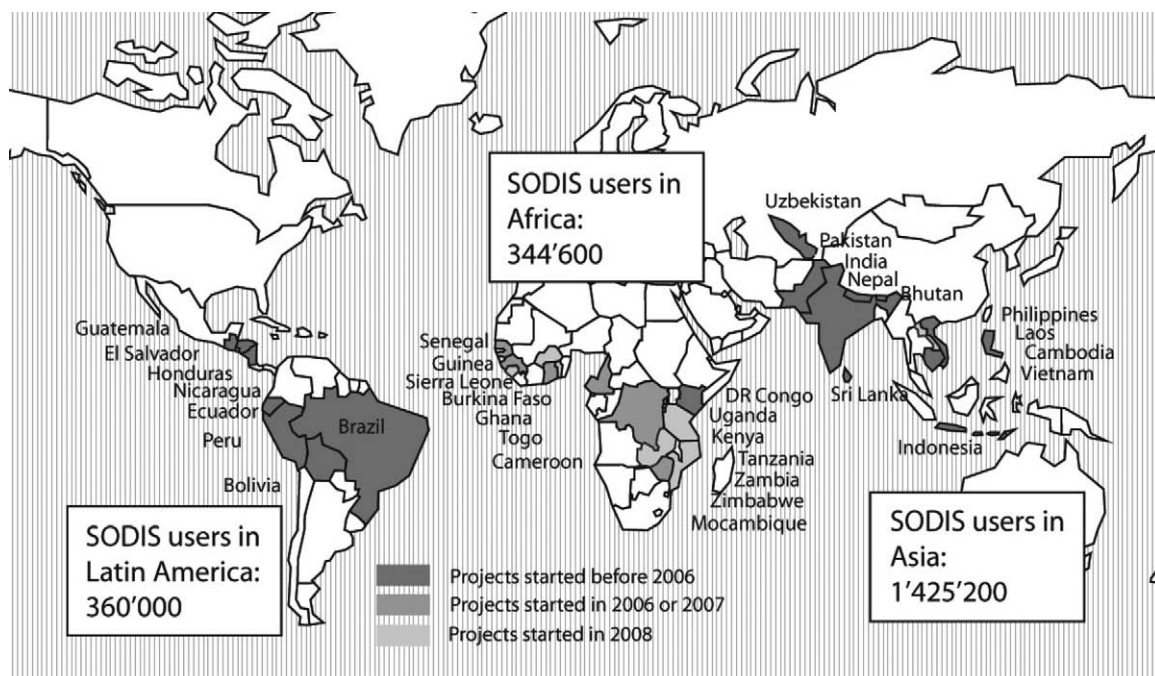 SODIS users in
Africa:
344'600
Uzbekistan
Pakistan
India
Nepal
Bhutan
Philippines
Laos
Cambodia
Vietnam
Sri Lanka
Indonesia
Guatemala
El Salvador
Honduras
Nicaragua
Ecuador
Peru
Brazil
Bolivia
Senegal
Guinea
Sierra Leone
Burkina Faso
Ghana
Togo
Cameroon
DR Congo
Uganda
Kenya
Tanzania
Zambia
Zimbabwe
Mocambique
SODIS users in
Latin America:
360'000
SODIS users in
Asia:
1'425'200
Projects started before 2006
Projects started in 2006 or 2007
Projects started in 2008